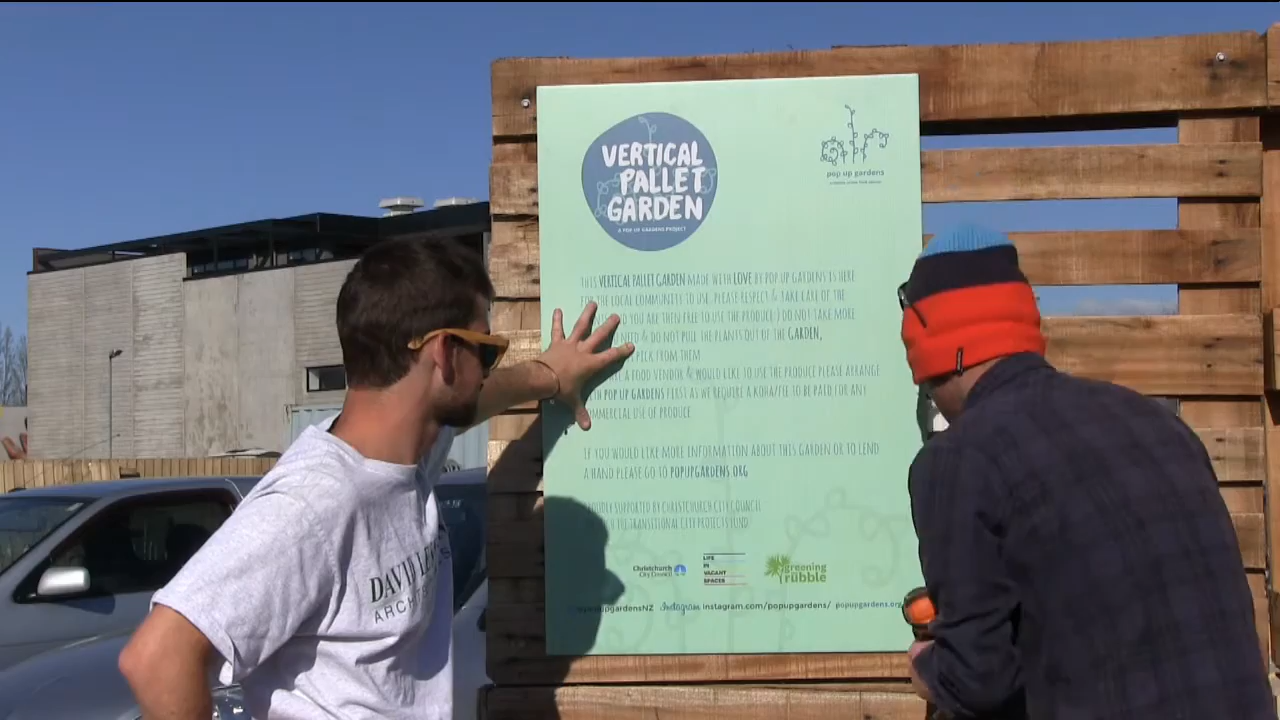 VERTICAL
PALLET
GARDEN
A POP UP GARDENS PROJECT
pop up gardens
THIS VERTICAL PALLET GARDEN MADE WITH LOVE BY POP UP GARDENS IS HERE
THE LOCAL COMMUNITY TO USE. PLEASE RESPECT & TAKE CARE OF THE
YOU ARE THEN FREE TO USE THE PRODUCE :) DO NOT TAKE MORE
NEED & DO NOT PULL THE PLANTS OUT OF THE GARDEN,
PICK FROM THEM
A FOOD VENDOR & WOULD LIKE TO USE THE PRODUCE PLEASE ARRANGE
POP UP GARDENS FIRST AS WE REQUIRE A KOHA/FEE TO BE PAID FOR ANY
COMMERCIAL USE OF PRODUCE
IF YOU WOULD LIKE MORE INFORMATION ABOUT THIS GARDEN OR TO LEND
A HAND PLEASE GO TO POPUPGARDENS.ORG
PROUDLY SUPPORTED BY CHRISTCHURCH CITY COUNCIL
THE TRANSITIONAL CITY PROJECTS FUND
Christchurch
City Council
LIFE
IN
VACANT
SPACES
greening
the rubble
upgardensNZ Instagram instagram.com/popupgardens/ popupgardens.org
DAVID
ARCHI